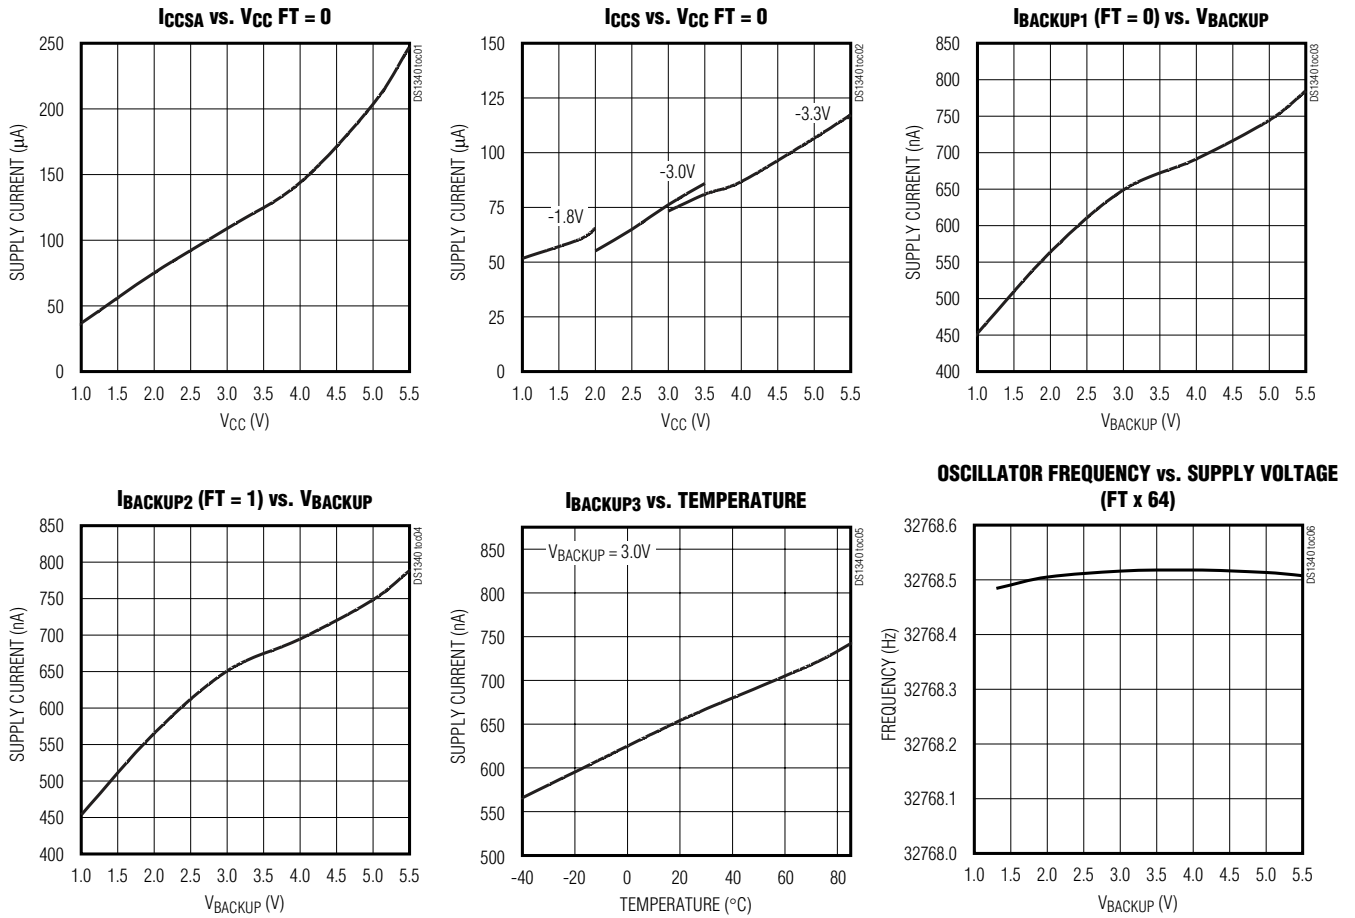 ICCSA vs. VCC FT = 0
250
200
150
100
50
0
SUPPLY CURRENT (µA)
1.0 1.5 2.0 2.5 3.0 3.5 4.0 4.5 5.0 5.5
VCC (V)
DS1340 toc01
ICCS vs. VCC FT = 0
150
125
100
75
50
25
0
SUPPLY CURRENT (µA)
-1.8V
-3.0V
-3.3V
1.0 1.5 2.0 2.5 3.0 3.5 4.0 4.5 5.0 5.5
VCC (V)
DS1340 toc02
IBACKUP1 (FT = 0) vs. VBACKUP
850
800
750
700
650
600
550
500
450
400
SUPPLY CURRENT (nA)
1.0 1.5 2.0 2.5 3.0 3.5 4.0 4.5 5.0 5.5
VBACKUP (V)
DS1340 toc03
IBACKUP2 (FT = 1) vs. VBACKUP
850
800
750
700
650
600
550
500
450
400
SUPPLY CURRENT (nA)
1.0 1.5 2.0 2.5 3.0 3.5 4.0 4.5 5.0 5.5
VBACKUP (V)
DS1340 toc04
IBACKUP3 vs. TEMPERATURE
850
800
750
700
650
600
550
500
SUPPLY CURRENT (nA)
VBACKUP = 3.0V
-40 -20 0 20 40 60 80
TEMPERATURE (°C)
DS1340 toc05
OSCILLATOR FREQUENCY vs. SUPPLY VOLTAGE
(FT x 64)
32768.6
32768.5
32768.4
32768.3
32768.2
32768.1
32768.0
FREQUENCY (Hz)
1.0 1.5 2.0 2.5 3.0 3.5 4.0 4.5 5.0 5.5
VBACKUP (V)
DS1340 toc06